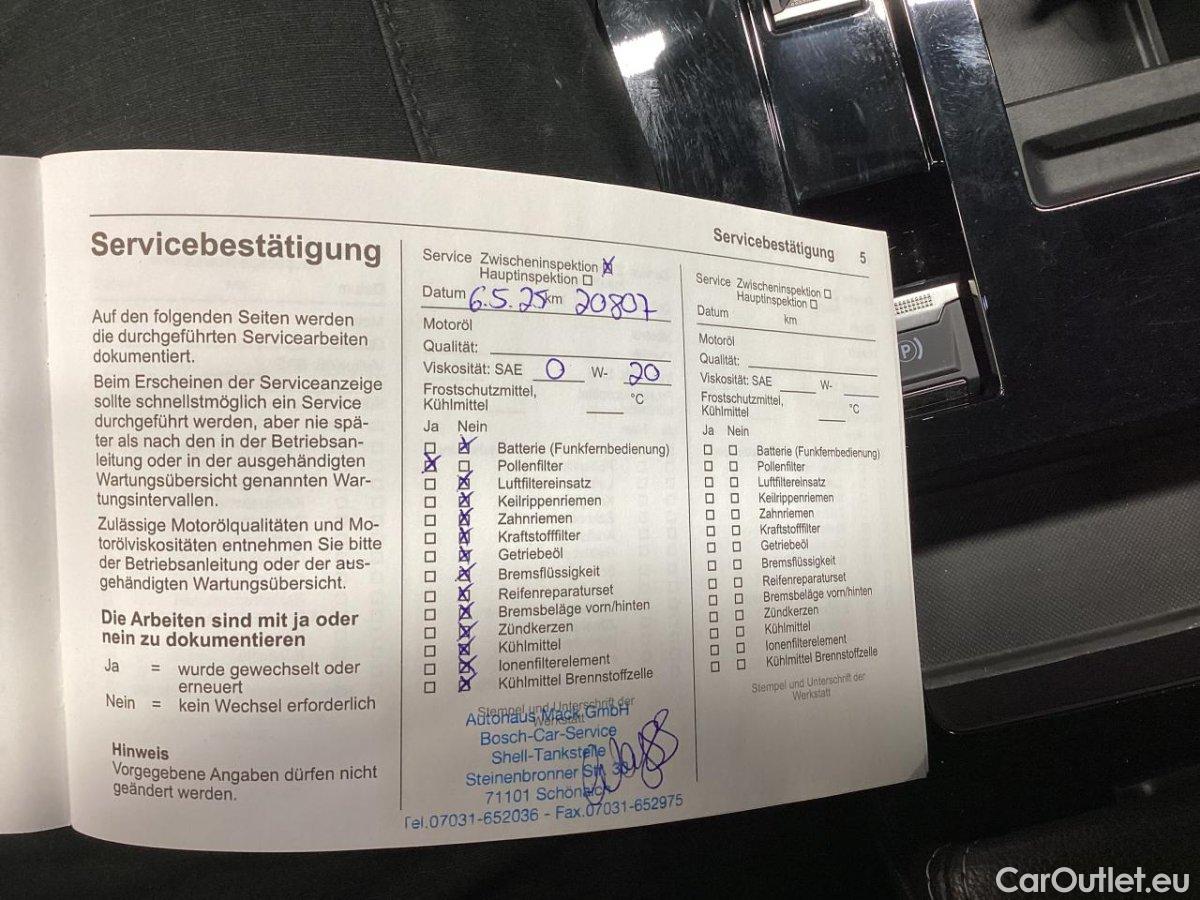 Servicebestätigung
Auf den folgenden Seiten werden
die durchgeführten Servicearbeiten
dokumentiert.
Beim Erscheinen der Serviceanzeige
sollte schnellstmöglich ein Service
durchgeführt werden, aber nie spä-
ter als nach den in der Betriebsan-
leitung oder in der ausgehändigten
Wartungsübersicht genannten War-
tungsintervallen.
Zulässige Motorölqualitäten und Mo-
torölviskositäten entnehmen Sie bitte
der Betriebsanleitung oder der aus-
gehändigten Wartungsübersicht.
Die Arbeiten sind mit ja oder
nein zu dokumentieren
Ja = wurde gewechselt oder
erneuert
Nein = kein Wechsel erforderlich
Hinweis
Vorgegebene Angaben dürfen nicht
geändert werden.
Service Zwischeninspektion ☒
Hauptinspektion ☐
Datum 6.5.25 km 20807
Motoröl
Qualität:
Viskosität: SAE 0 W- 20
Frostschutzmittel,
Kühlmittel °C
Ja Nein
☐ ☒ Batterie (Funkfernbedienung)
☒ ☐ Pollenfilter
☐ ☒ Luftfiltereinsatz
☐ ☒ Keilrippenriemen
☐ ☒ Zahnriemen
☐ ☒ Kraftstofffilter
☐ ☒ Getriebeöl
☐ ☒ Bremsflüssigkeit
☐ ☒ Reifenreparaturset
☐ ☒ Bremsbeläge vorn/hinten
☐ ☒ Zündkerzen
☐ ☒ Kühlmittel
☐ ☒ Ionenfilterelement
☐ ☒ Kühlmittel Brennstoffzelle
Stempel und Unterschrift der
Werkstatt
Autohaus Mack GmbH
Bosch-Car-Service
Shell-Tankstelle
Steinenbronner Str.
71101 Schönaich
Tel.07031-652036 - Fax.07031-652975
Servicebestätigung 5
Service Zwischeninspektion ☐
Hauptinspektion ☐
Datum km
Motoröl
Qualität:
Viskosität: SAE W-
Frostschutzmittel,
Kühlmittel °C
Ja Nein
☐ ☐ Batterie (Funkfernbedienung)
☐ ☐ Pollenfilter
☐ ☐ Luftfiltereinsatz
☐ ☐ Keilrippenriemen
☐ ☐ Zahnriemen
☐ ☐ Kraftstofffilter
☐ ☐ Getriebeöl
☐ ☐ Bremsflüssigkeit
☐ ☐ Reifenreparaturset
☐ ☐ Bremsbeläge vorn/hinten
☐ ☐ Zündkerzen
☐ ☐ Kühlmittel
☐ ☐ Ionenfilterelement
☐ ☐ Kühlmittel Brennstoffzelle
Stempel und Unterschrift der
Werkstatt
(P)
CarOutlet.eu